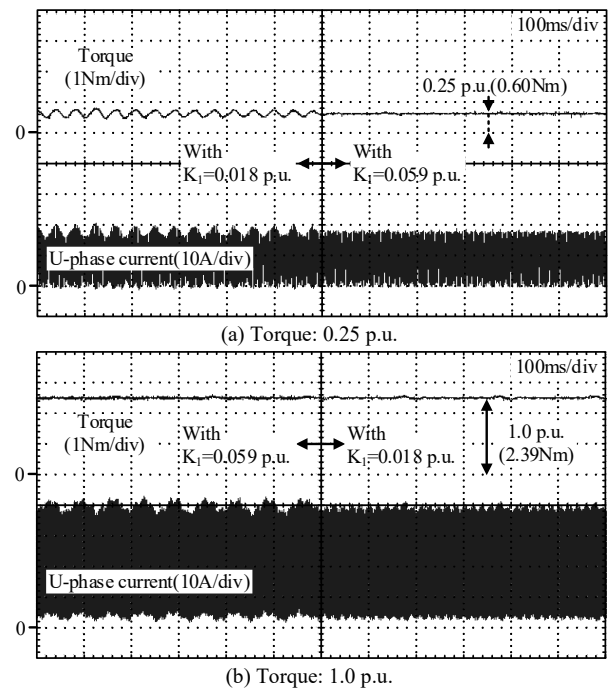 100ms/div
Torque
(1Nm/div)
0.25 p.u.(0.60Nm)
0
With
K₁=0.018 p.u.
With
K₁=0.059 p.u.
U-phase current(10A/div)
0
(a) Torque: 0.25 p.u.
100ms/div
Torque
(1Nm/div)
With
K₁=0.059 p.u.
With
K₁=0.018 p.u.
1.0 p.u.
(2.39Nm)
0
U-phase current(10A/div)
0
(b) Torque: 1.0 p.u.